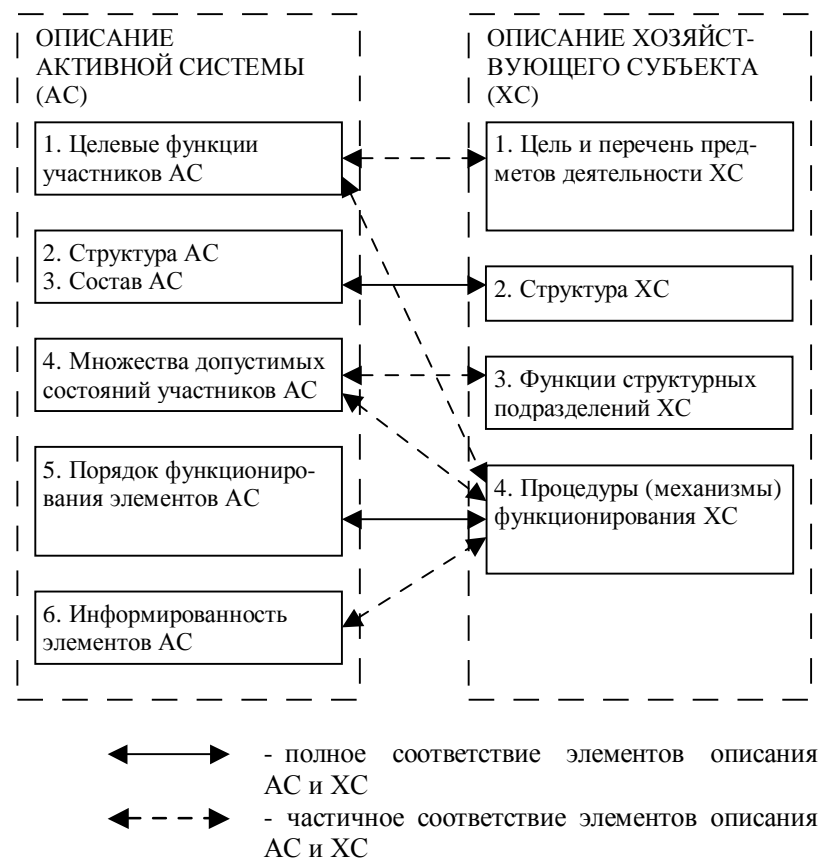 ОПИСАНИЕ
АКТИВНОЙ СИСТЕМЫ
(АС)
1. Целевые функции
участников АС
2. Структура АС
3. Состав АС
4. Множества допустимых
состояний участников АС
5. Порядок функциониро-
вания элементов АС
6. Информированность
элементов АС
ОПИСАНИЕ ХОЗЯЙСТ-
ВУЮЩЕГО СУБЪЕКТА
(ХС)
1. Цель и перечень пред-
метов деятельности ХС
2. Структура ХС
3. Функции структурных
подразделений ХС
4. Процедуры (механизмы)
функционирования ХС
- полное соответствие элементов описания
АС и ХС
- частичное соответствие элементов описания
АС и ХС